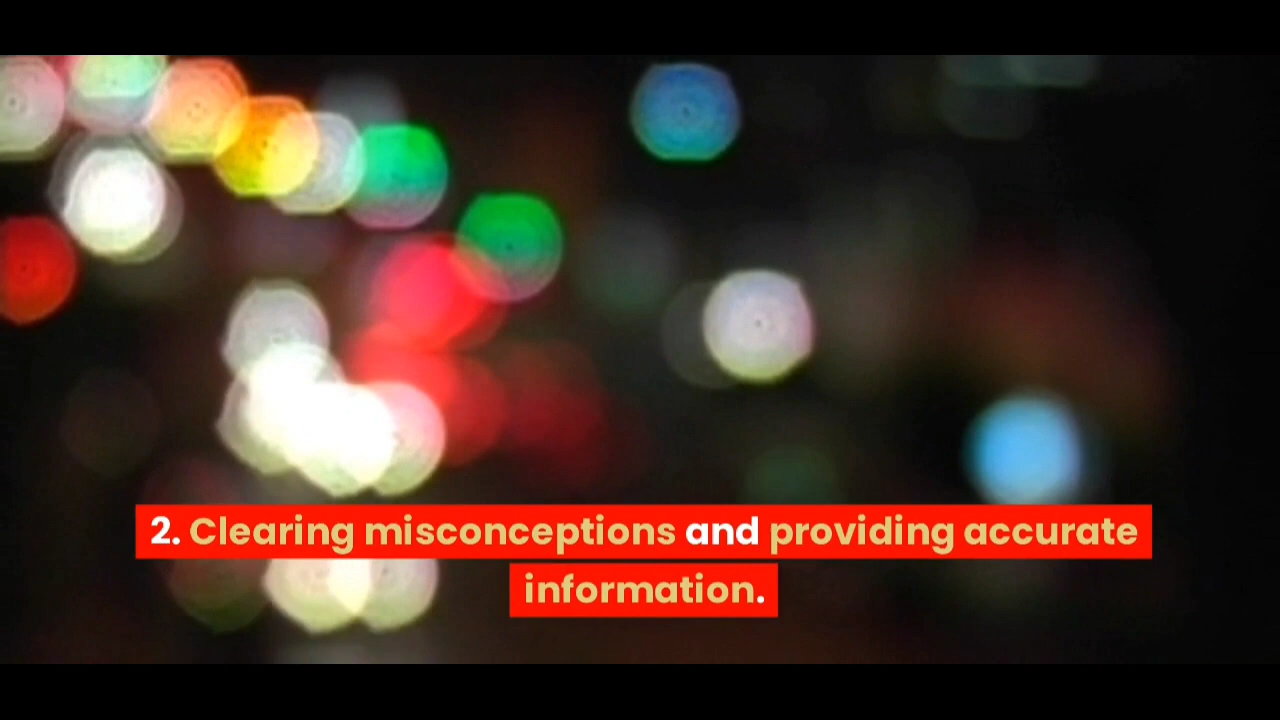 2. Clearing misconceptions and providing accurate
information.